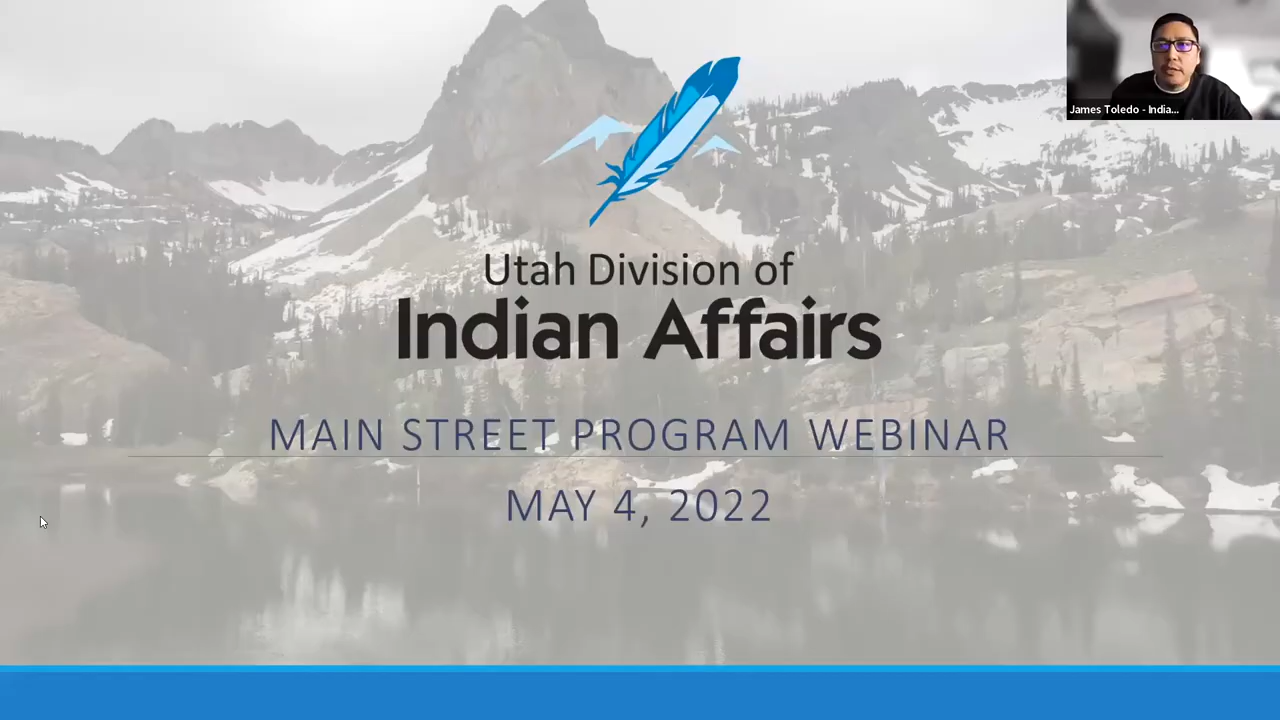 James Toledo - India...
Utah Division of
Indian Affairs
MAIN STREET PROGRAM WEBINAR
MAY 4, 2022